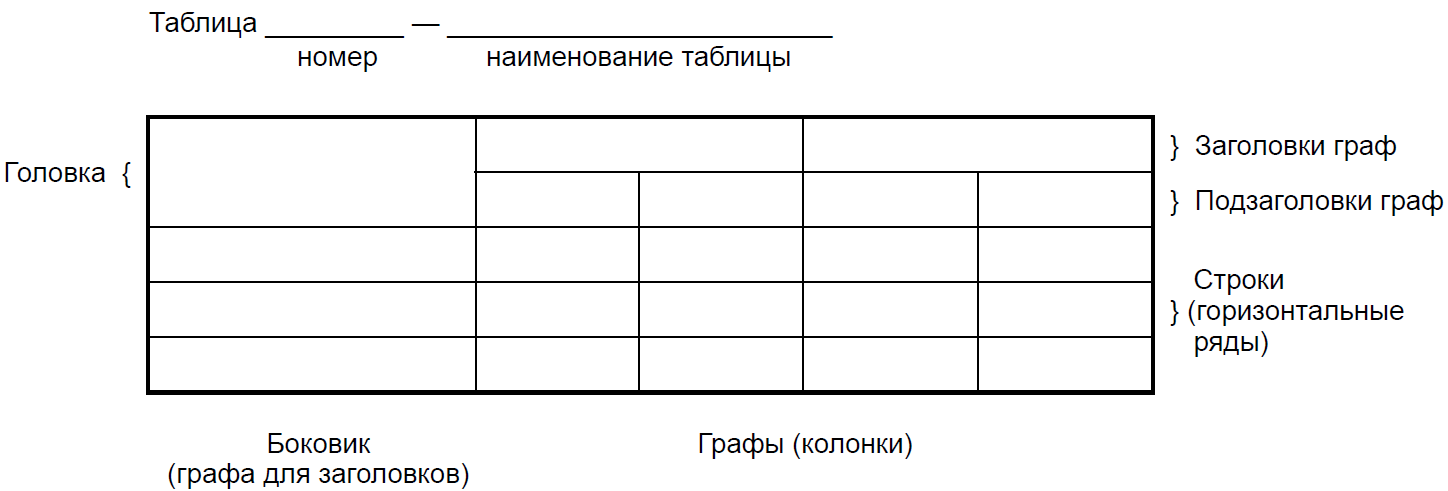 Таблица _________ — _________________________
номер наименование таблицы
} Заголовки граф
Головка {
} Подзаголовки граф
Строки
} (горизонтальные
ряды)
Боковик Графы (колонки)
(графа для заголовков)